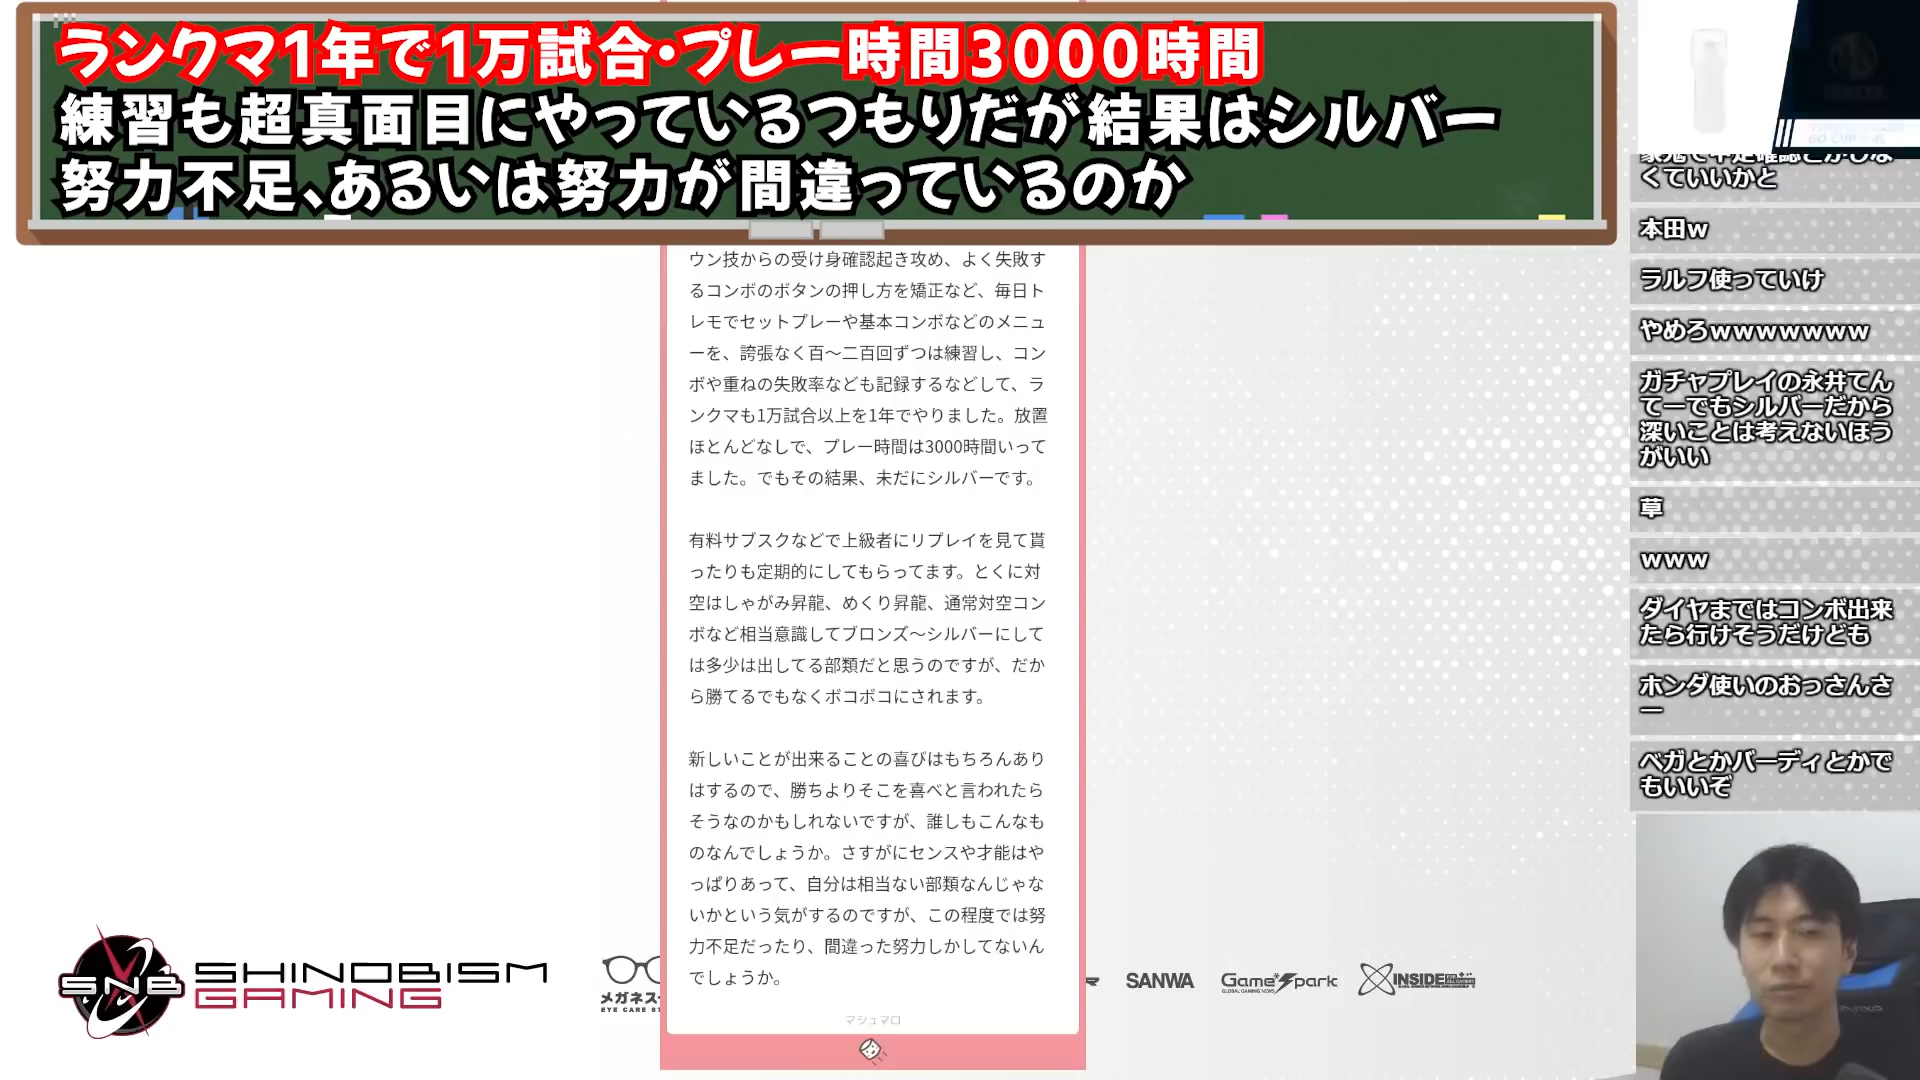 ランクマ1年で1万試合・プレー時間3000時間
練習も超真面目にやっているつもりだが結果はシルバー
努力不足、あるいは努力が間違っているのか
ウン技からの受け身確認起き攻め、よく失敗す
るコンボのボタンの押し方を矯正など、毎日ト
レモでセットプレーや基本コンボなどのメニュ
ーを、誇張なく百〜二百回ずつは練習し、コン
ボや重ねの失敗率なども記録するなどして、ラ
ンクマも1万試合以上を1年でやりました。放置
ほとんどなしで、プレー時間は3000時間いって
ました。でもその結果、未だにシルバーです。
有料サブスクなどで上級者にリプレイを見て貰
ったりも定期的にしてもらってます。とくに対
空はしゃがみ昇龍、めくり昇龍、通常対空コン
ボなど相当意識してブロンズ〜シルバーにして
は多少は出してる部類だと思うのですが、だか
ら勝てるでもなくボコボコにされます。
新しいことが出来ることの喜びはもちろんあり
はするので、勝ちよりそこを喜べと言われたら
そうなのかもしれないですが、誰しもこんなも
のなんでしょうか。さすがにセンスや才能はや
っぱりあって、自分は相当ない部類なんじゃな
いかという気がするのですが、この程度では努
力不足だったり、間違った努力しかしてないん
でしょうか。
マシュマロ
くていいかと
本田w
ラルフ使っていけ
やめろwwwwwww
ガチャプレイの永井てん
てーでもシルバーだから
深いことは考えないほう
がいい
草
www
ダイヤまではコンボ出来
たら行けそうだけども
ホンダ使いのおっさんさ
ー
ベガとかバーディとかで
もいいぞ
SNB
SHINOBISM
GAMING
メガネス
EYE CARE
SANWA
Game Spark
GLOBAL GAMING NEWS
INSIDE